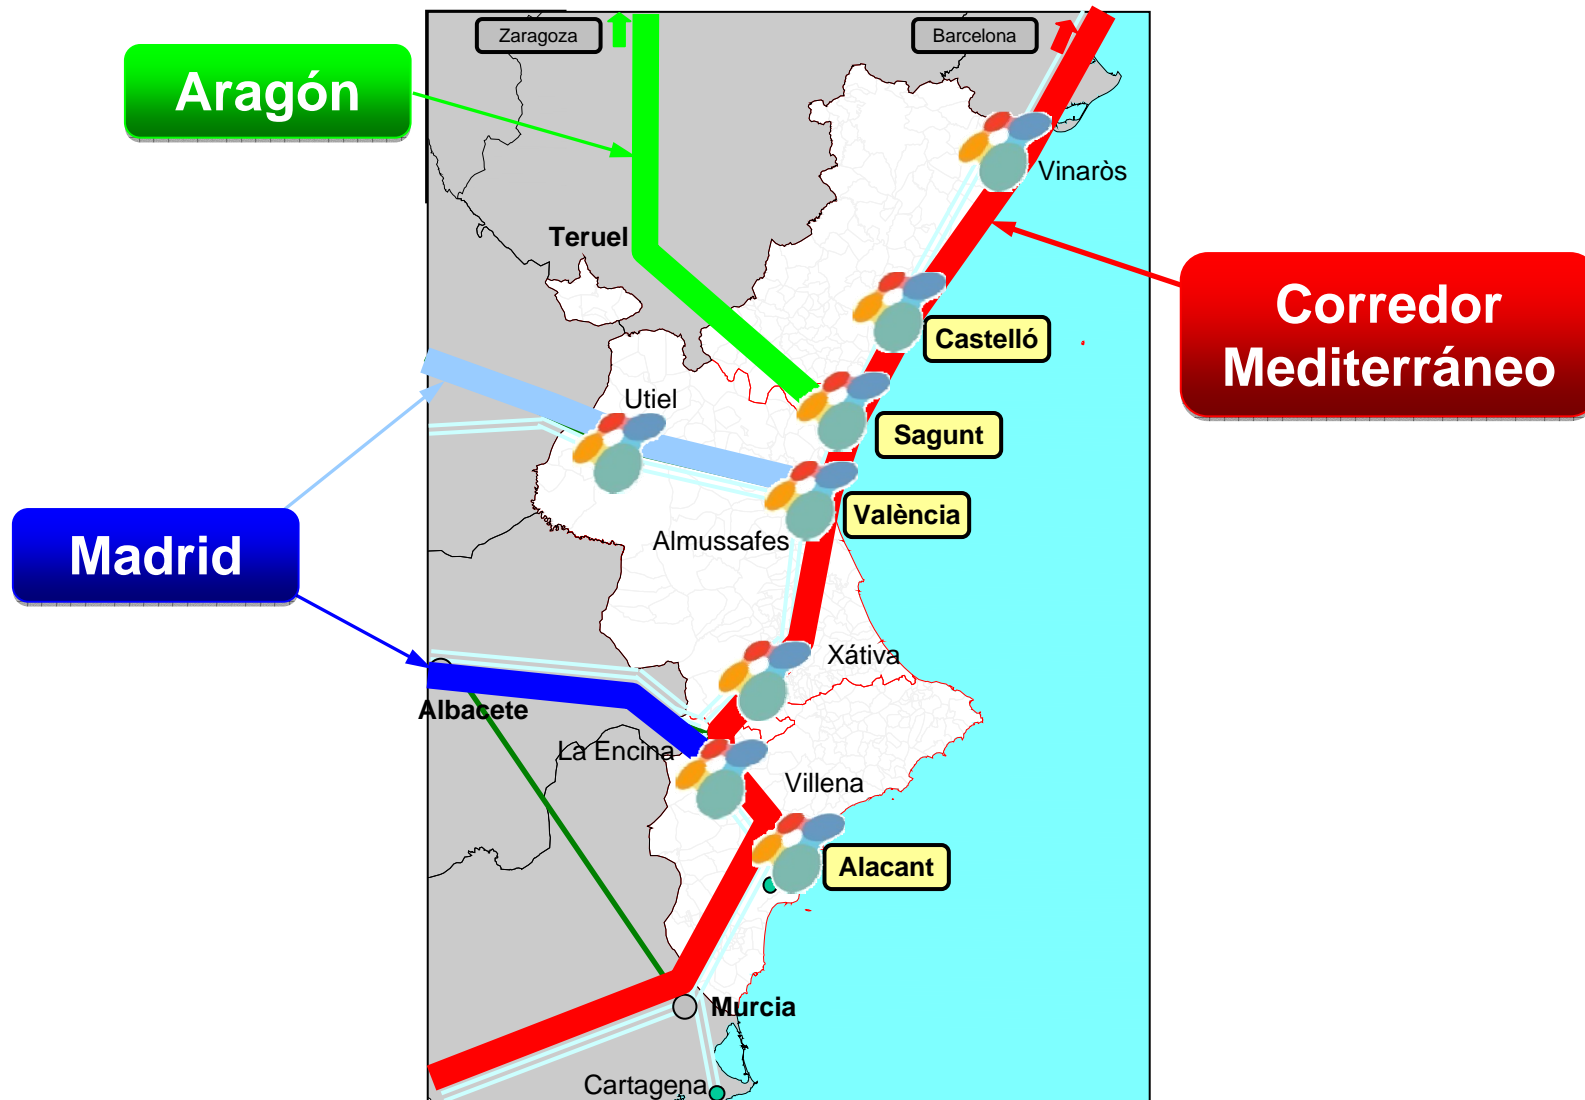 Zaragoza
Barcelona
Aragón
Vinaròs
Teruel
Corredor
Mediterráneo
Castelló
Utiel
Sagunt
València
Almussafes
Madrid
Xátiva
Albacete
La Encina
Villena
Alacant
Murcia
Cartagena